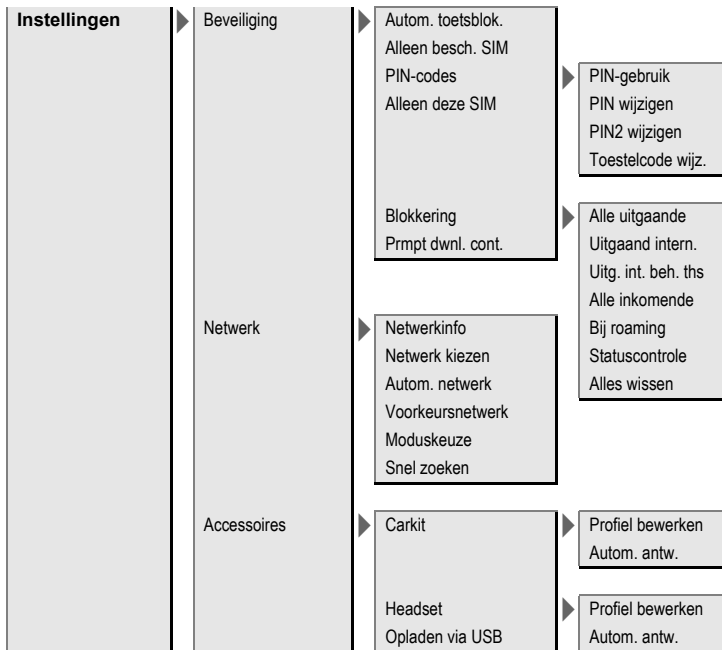 Instellingen
Beveiliging
Autom. toetsblok.
Alleen besch. SIM
PIN-codes
Alleen deze SIM
PIN-gebruik
PIN wijzigen
PIN2 wijzigen
Toestelcode wijz.
Blokkering
Prmpt dwnl. cont.
Alle uitgaande
Uitgaand intern.
Uitg. int. beh. ths
Alle inkomende
Bij roaming
Statuscontrole
Alles wissen
Netwerk
Netwerkinfo
Netwerk kiezen
Autom. netwerk
Voorkeursnetwerk
Moduskeuze
Snel zoeken
Accessoires
Carkit
Profiel bewerken
Autom. antw.
Headset
Opladen via USB
Profiel bewerken
Autom. antw.